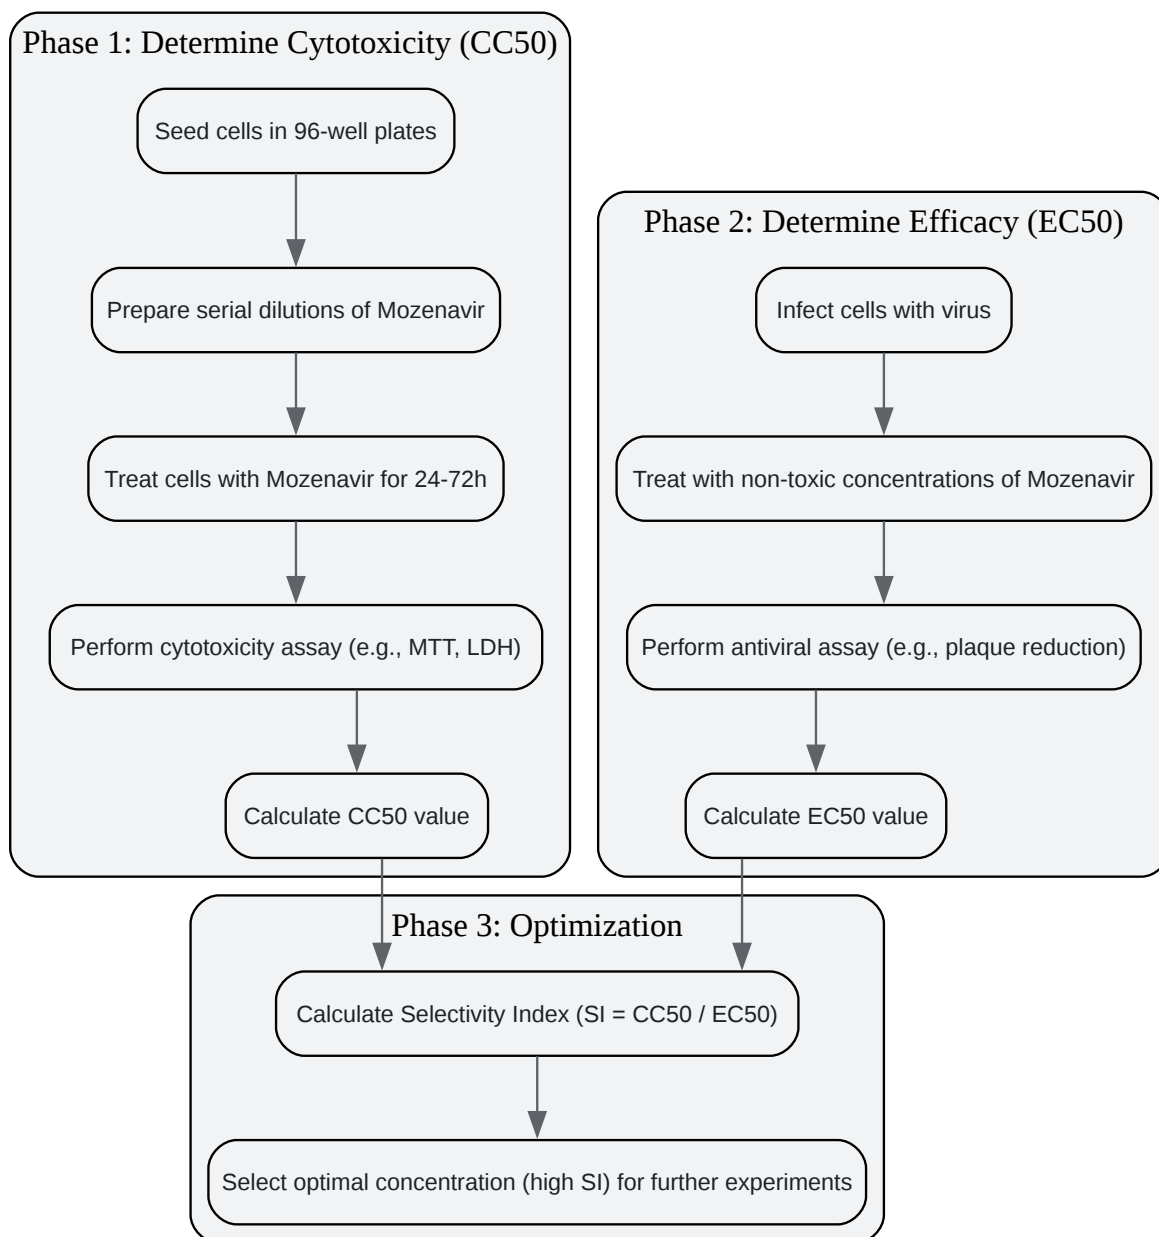 Phase 1: Determine Cytotoxicity (CC50)
Seed cells in 96-well plates
Prepare serial dilutions of Mozenavir
Treat cells with Mozenavir for 24-72h
Perform cytotoxicity assay (e.g., MTT, LDH)
Calculate CC50 value
Phase 2: Determine Efficacy (EC50)
Infect cells with virus
Treat with non-toxic concentrations of Mozenavir
Perform antiviral assay (e.g., plaque reduction)
Calculate EC50 value
Phase 3: Optimization
Calculate Selectivity Index (SI = CC50 / EC50)
Select optimal concentration (high SI) for further experiments